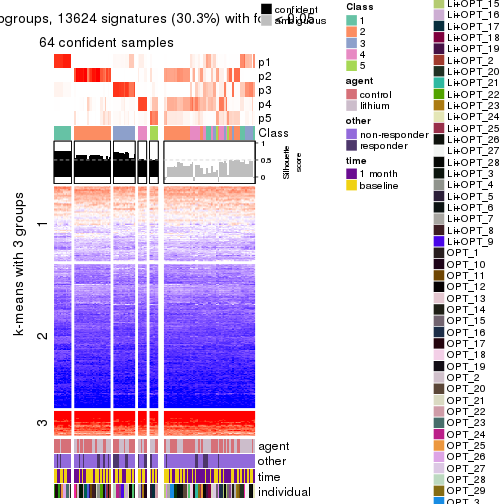 ogroups, 13624 signatures (30.3%) with f
confident
ambiguous
64 confident samples
p1
p2
p3
p4
p5
Class
1
0.5
0
Silhouette
score
k-means with 3 groups
1
2
3
agent
other
time
individual
Class
1
2
3
4
5
agent
control
lithium
other
non-responder
responder
time
1 month
baseline
Li+OPT_15
Li+OPT_16
Li+OPT_17
Li+OPT_18
Li+OPT_19
Li+OPT_2
Li+OPT_20
Li+OPT_21
Li+OPT_22
Li+OPT_23
Li+OPT_24
Li+OPT_25
Li+OPT_26
Li+OPT_27
Li+OPT_28
Li+OPT_3
Li+OPT_4
Li+OPT_5
Li+OPT_6
Li+OPT_7
Li+OPT_8
Li+OPT_9
OPT_1
OPT_10
OPT_11
OPT_12
OPT_13
OPT_14
OPT_15
OPT_16
OPT_17
OPT_18
OPT_19
OPT_2
OPT_20
OPT_21
OPT_22
OPT_23
OPT_24
OPT_25
OPT_26
OPT_27
OPT_28
OPT_29
OPT_3